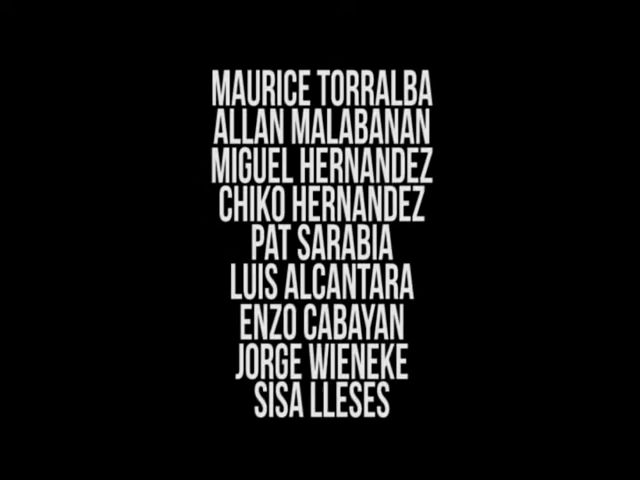 MAURICE TORRALBA
ALLAN MALABANAN
MIGUEL HERNANDEZ
CHIKO HERNANDEZ
PAT SARABIA
LUIS ALCANTARA
ENZO CABAYAN
JORGE WIENEKE
SISA LLESES